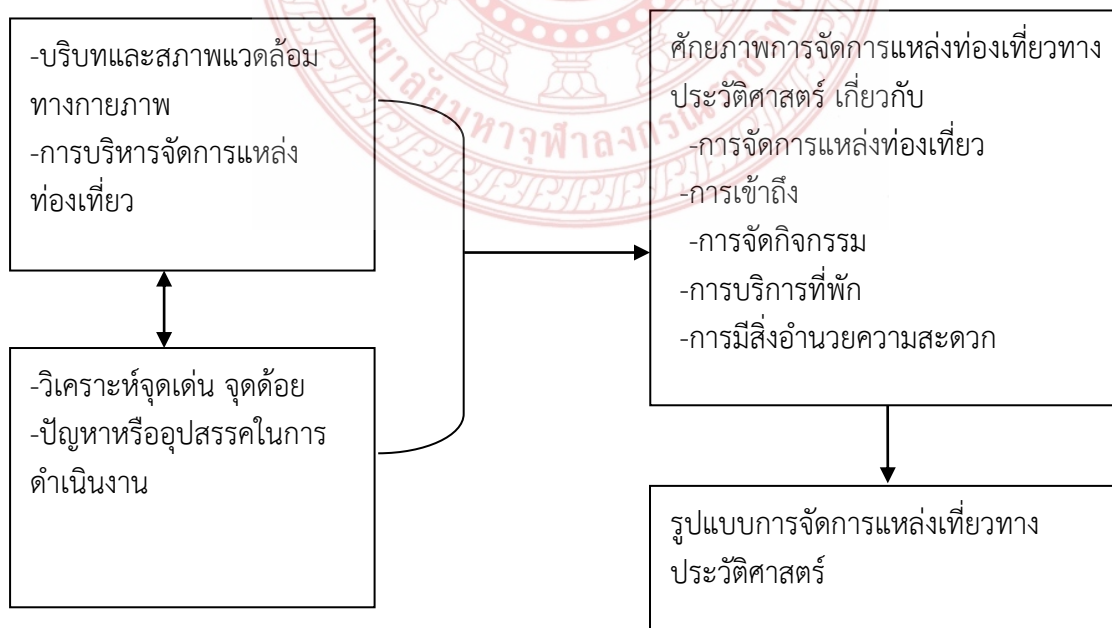 -บริบทและสภาพแวดล้อม
ทางกายภาพ
-การบริหารจัดการแหล่ง
ท่องเที่ยว
-วิเคราะห์จุดเด่น จุดด้อย
-ปัญหาหรืออุปสรรคในการ
ดำเนินงาน
ศักยภาพการจัดการแหล่งท่องเที่ยวทาง
ประวัติศาสตร์ เกี่ยวกับ
-การจัดการแหล่งท่องเที่ยว
-การเข้าถึง
-การจัดกิจกรรม
-การบริการที่พัก
-การมีสิ่งอำนวยความสะดวก
รูปแบบการจัดการแหล่งเที่ยวทาง
ประวัติศาสตร์